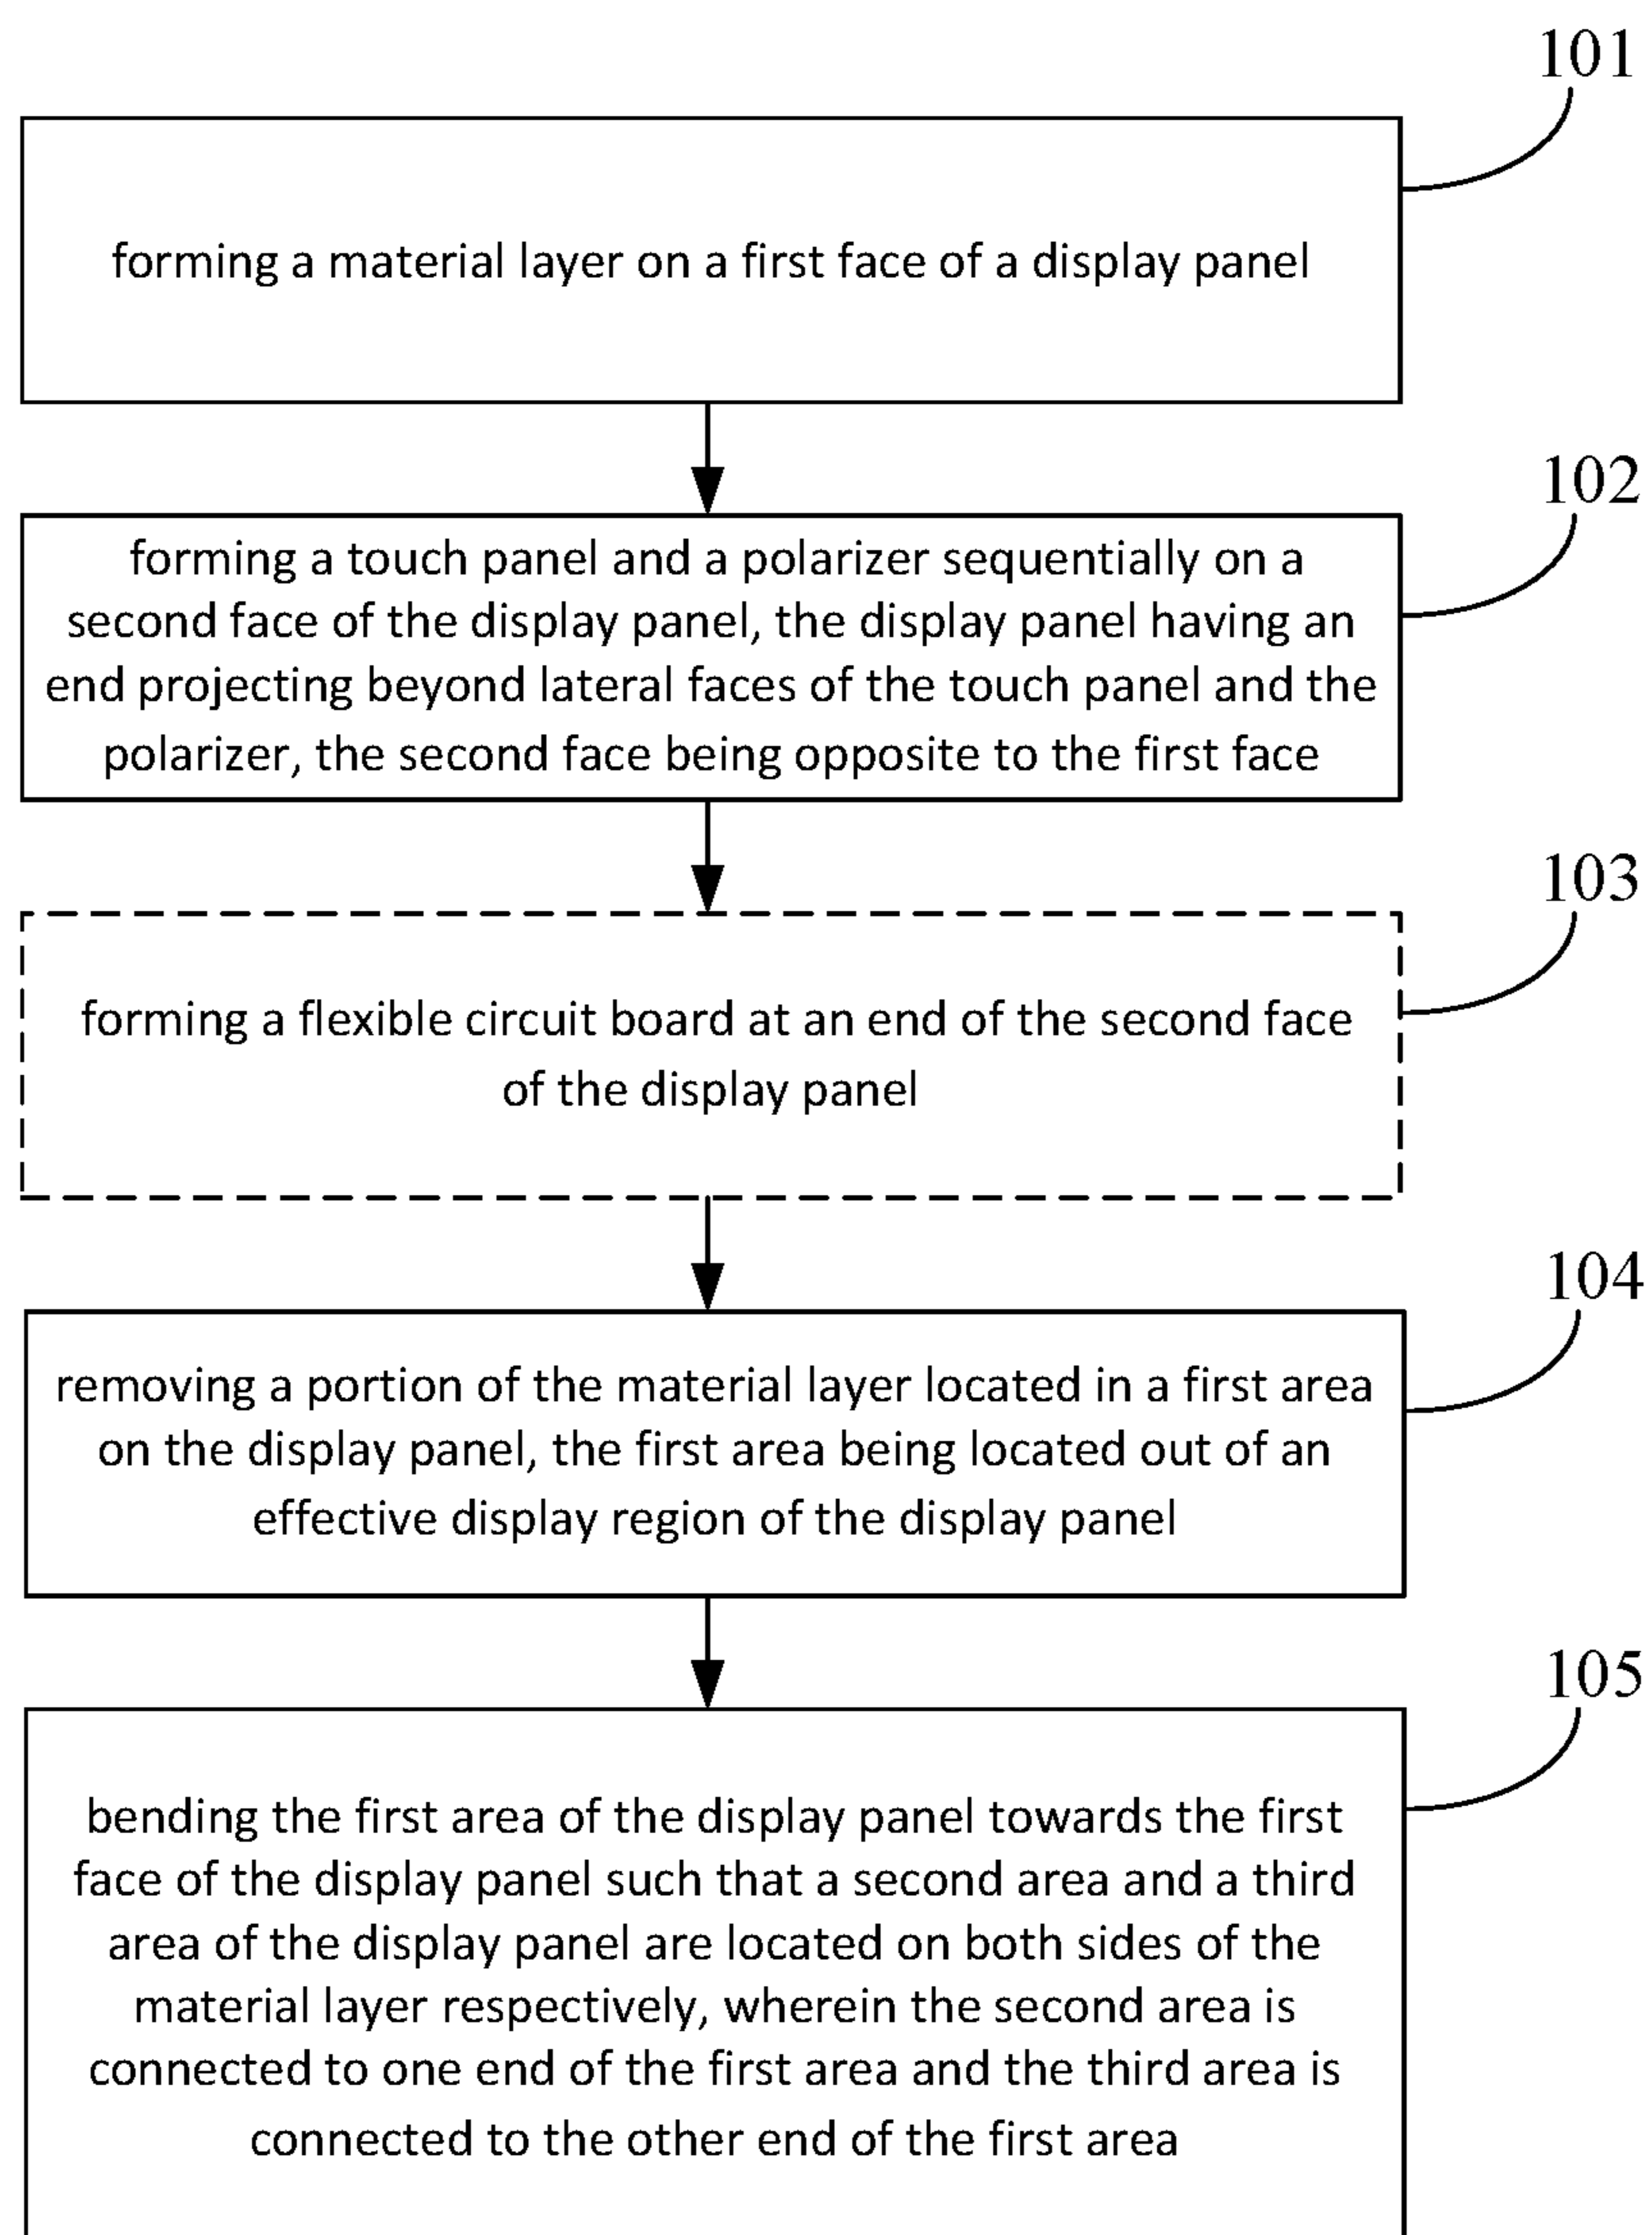 101
forming a material layer on a first face of a display panel
102
forming a touch panel and a polarizer sequentially on a
second face of the display panel, the display panel having an
end projecting beyond lateral faces of the touch panel and the
polarizer, the second face being opposite to the first face
103
forming a flexible circuit board at an end of the second face
of the display panel
104
removing a portion of the material layer located in a first area
on the display panel, the first area being located out of an
effective display region of the display panel
105
bending the first area of the display panel towards the first
face of the display panel such that a second area and a third
area of the display panel are located on both sides of the
material layer respectively, wherein the second area is
connected to one end of the first area and the third area is
connected to the other end of the first area